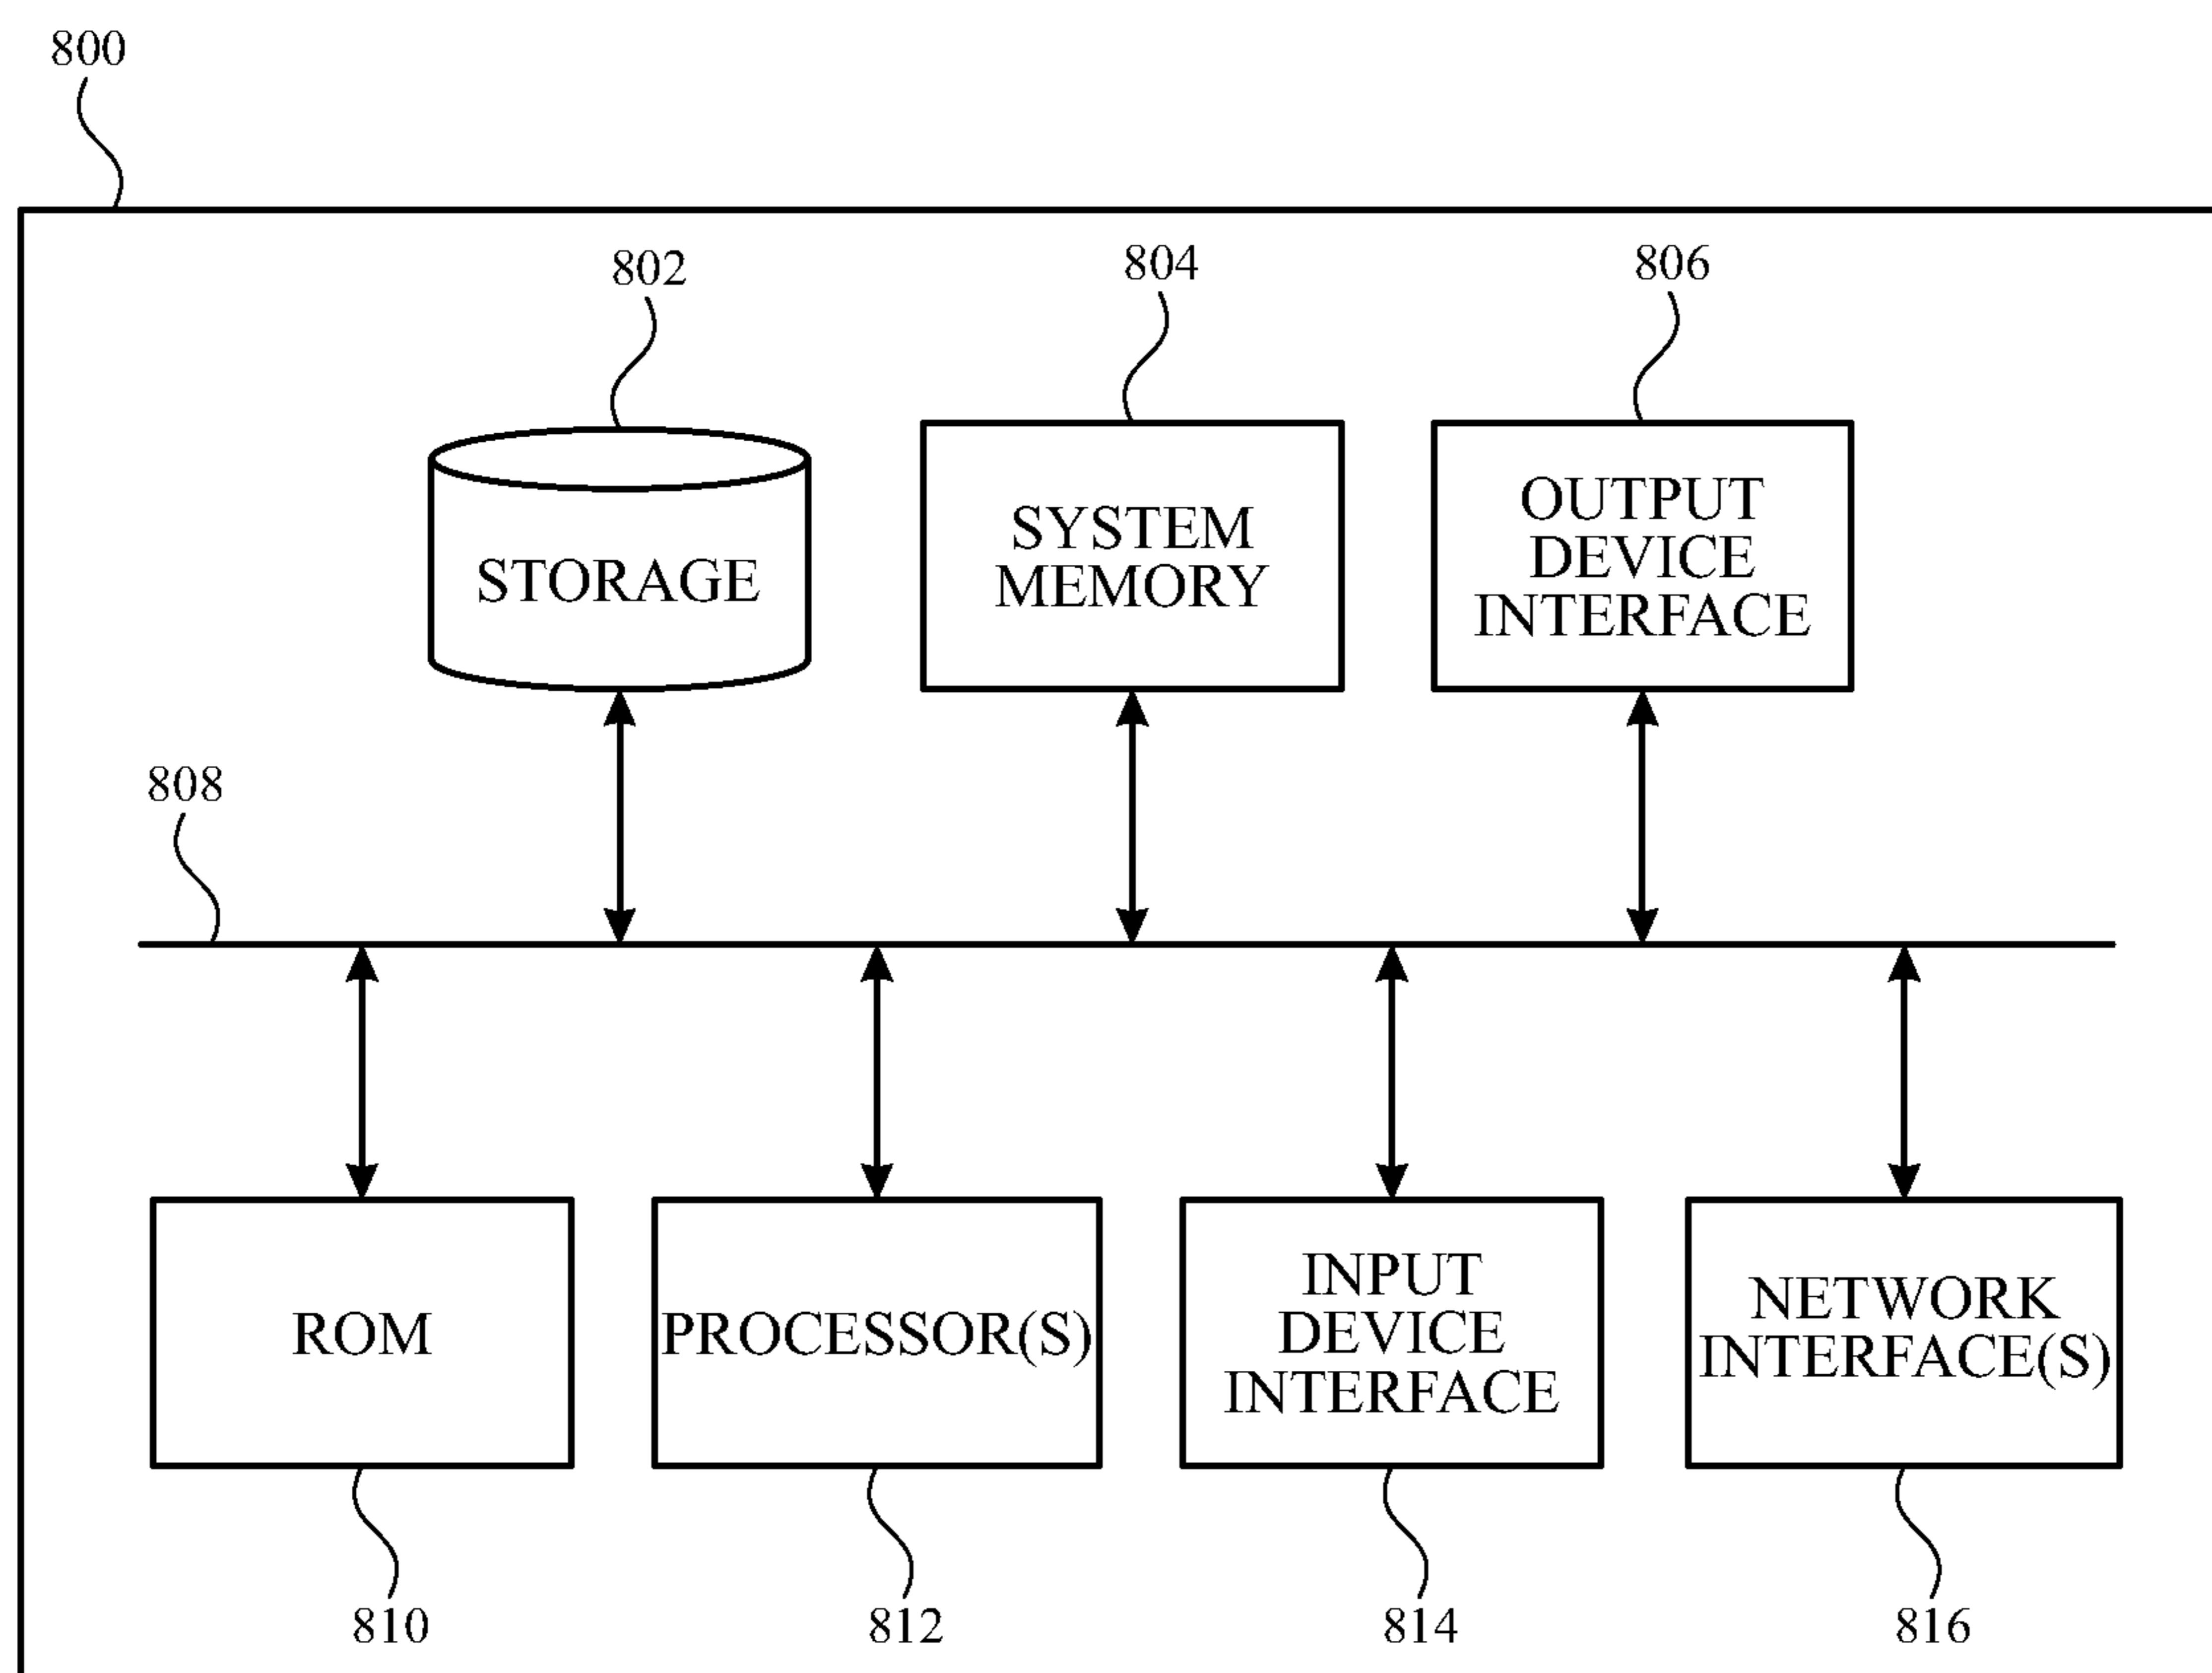 800
802
804
806
STORAGE
SYSTEM
MEMORY
OUTPUT
DEVICE
INTERFACE
808
ROM
PROCESSOR(S)
INPUT
DEVICE
INTERFACE
NETWORK
INTERFACE(S)
810
812
814
816